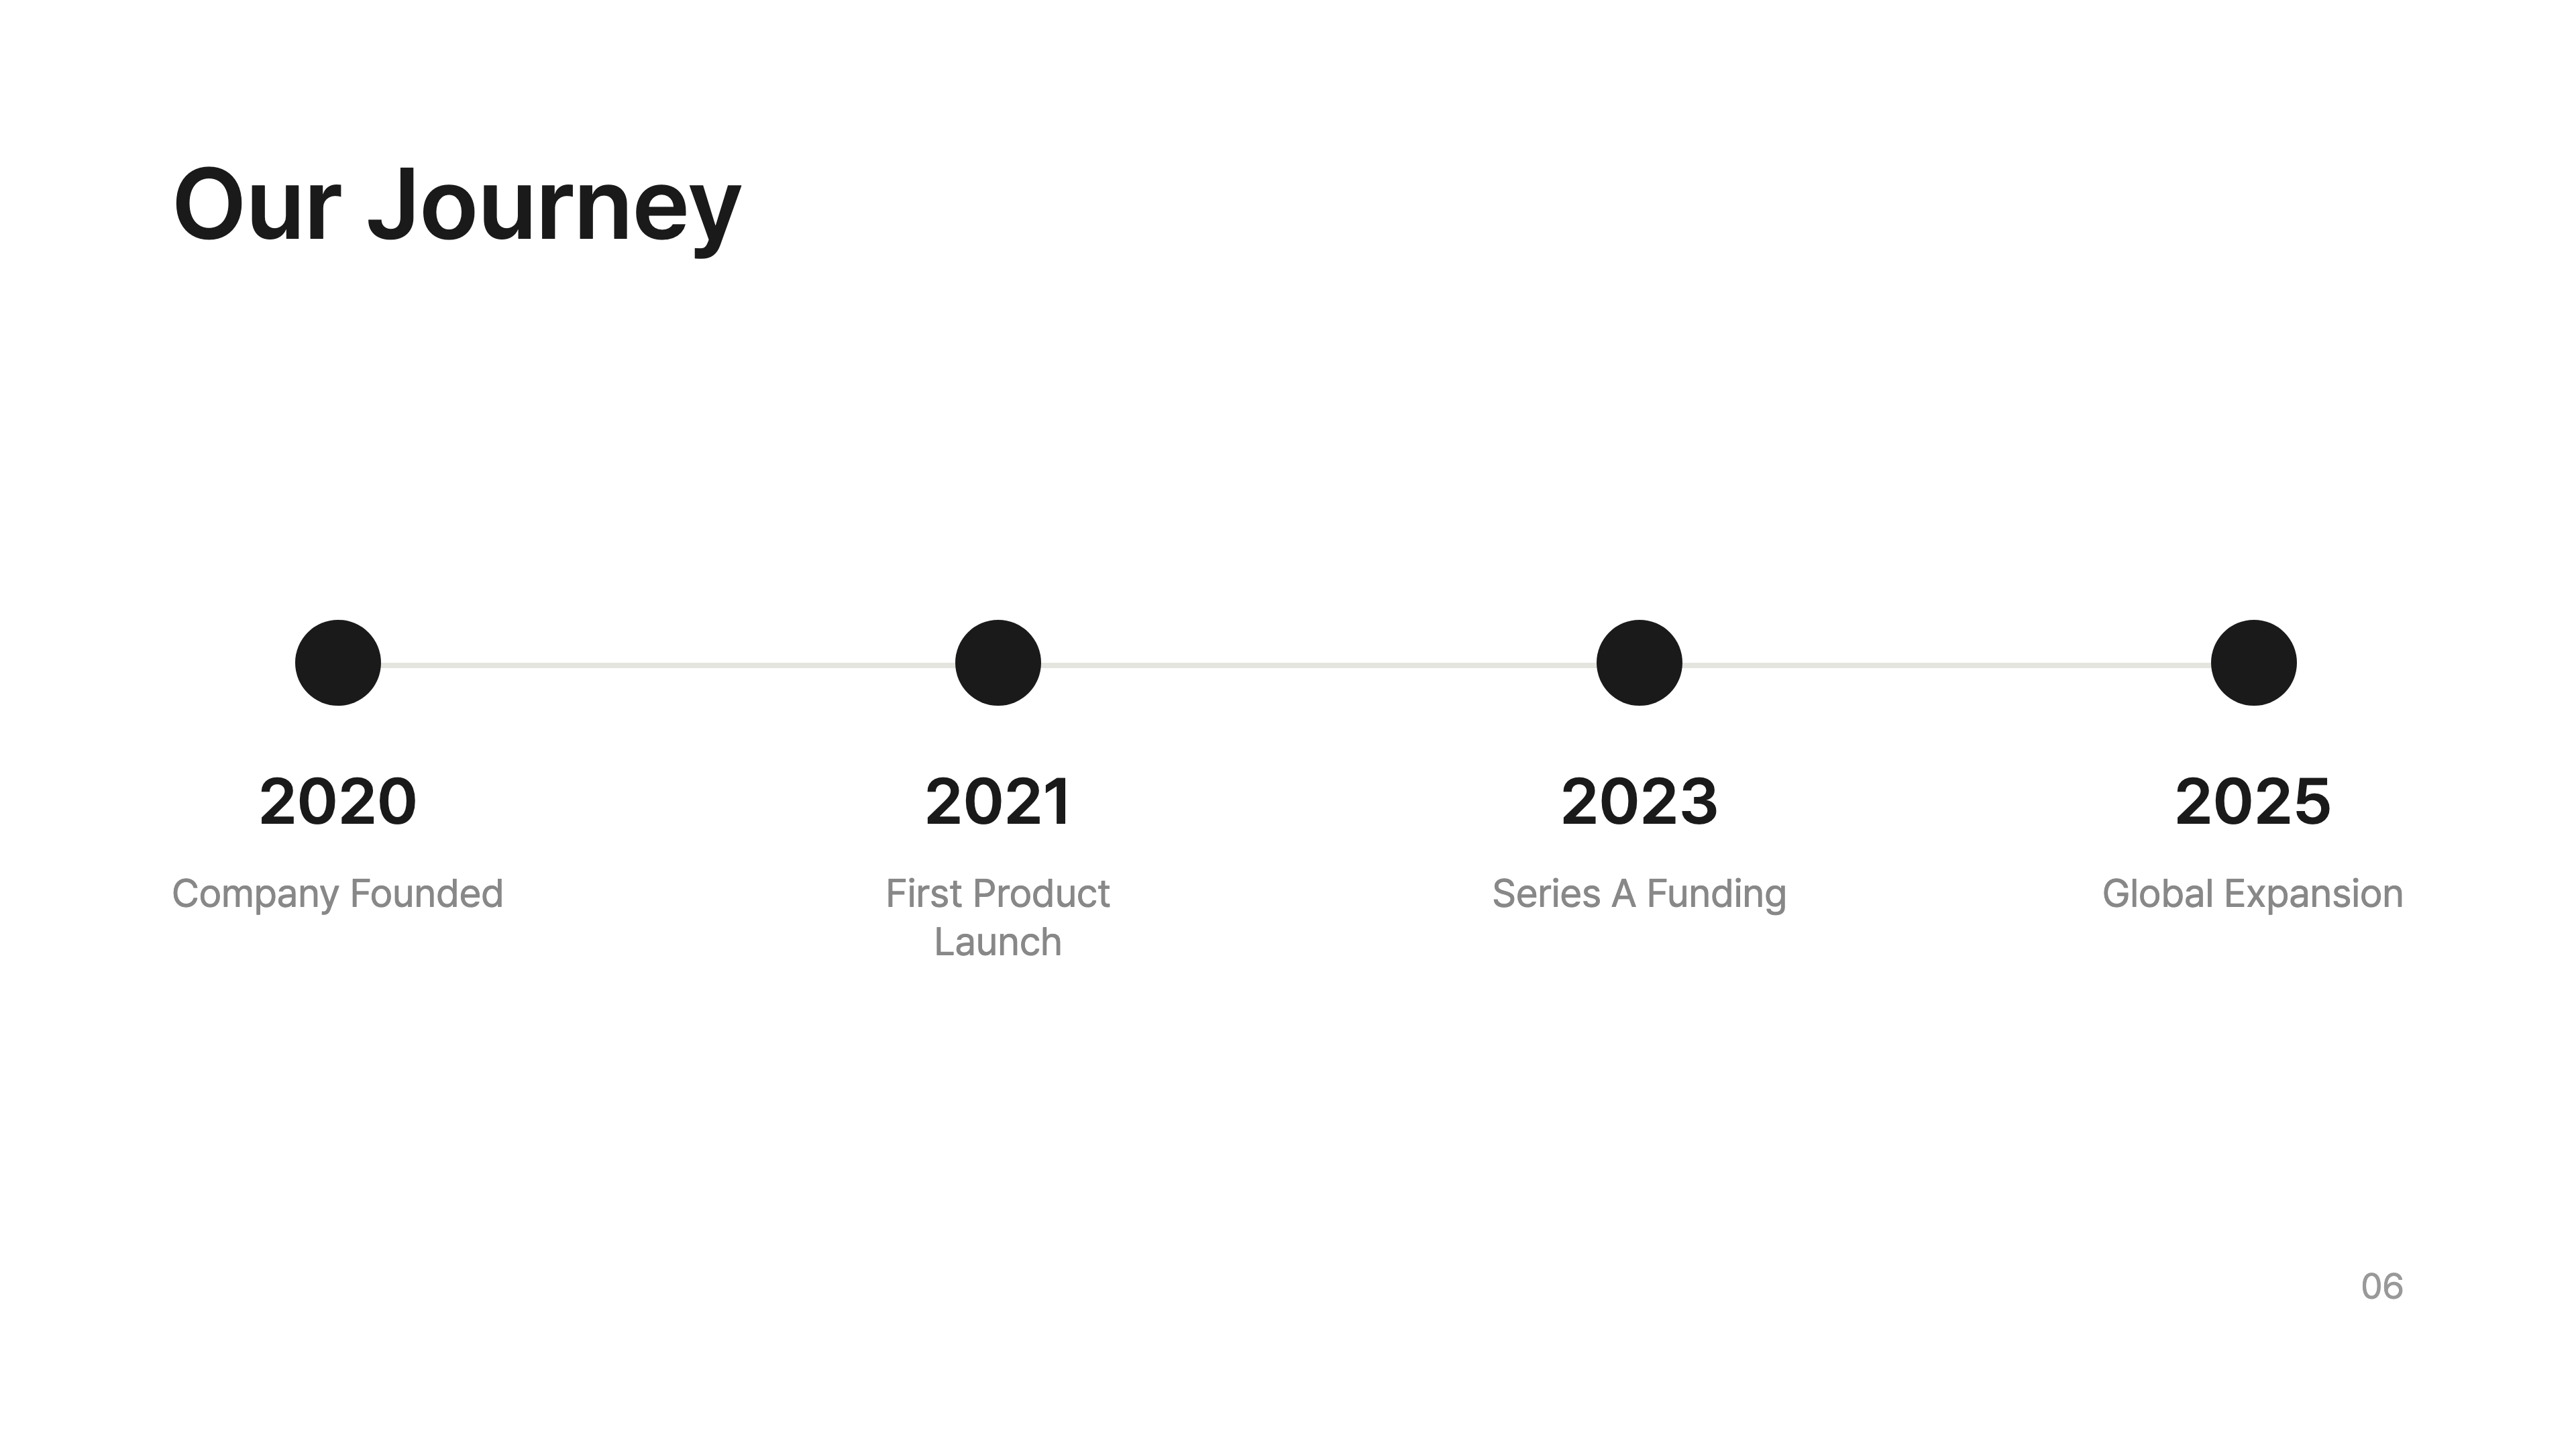 Our Journey
2020
Company Founded
2021
First Product
Launch
2023
Series A Funding
2025
Global Expansion
06